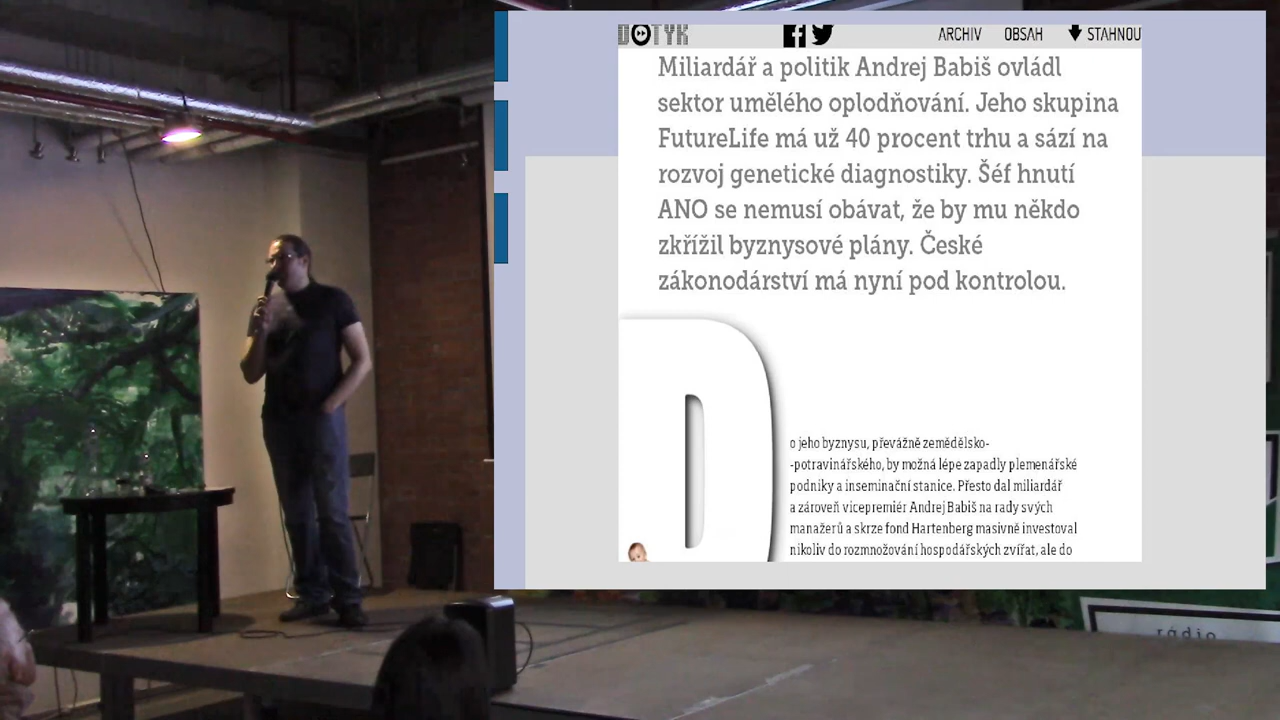 DOTYK
ARCHIV OBSAH STAHNOU
Miliardář a politik Andrej Babiš ovládl
sektor umělého oplodňování. Jeho skupina
FutureLife má už 40 procent trhu a sází na
rozvoj genetické diagnostiky. Šéf hnutí
ANO se nemusí obávat, že by mu někdo
zkřížil byznysové plány. České
zákonodárství má nyní pod kontrolou.
D
o jeho byznysu, převážně zemědělsko-
-potravinářského, by možná lépe zapadly plemenářské
podniky a inseminační stanice. Přesto dal miliardář
a zároveň vicepremiér Andrej Babiš na rady svých
manažerů a skrze fond Hartenberg masivně investoval
nikoliv do rozmnožování hospodářských zvířat, ale do
rádio